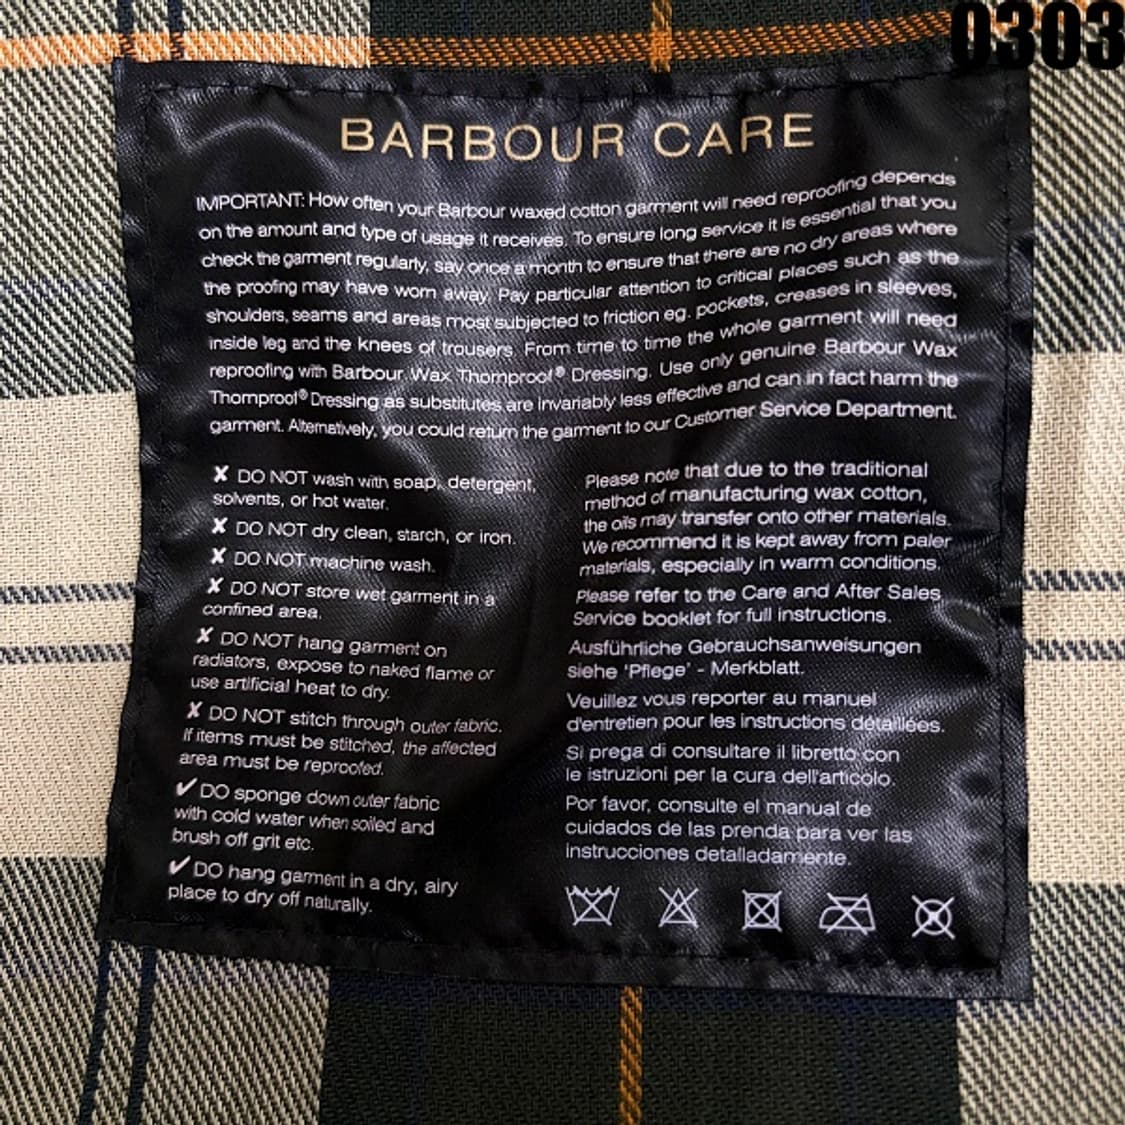 0303
BARBOUR CARE
IMPORTANT: How often your Barbour waxed cotton garment will need reproofing depends
on the amount and type of usage it receives. To ensure long service it is essential that you
check the garment regularly, say once a month to ensure that there are no dry areas where
the proofing may have worn away. Pay particular attention to critical places such as the
shoulders, seams and areas most subjected to friction eg. pockets, creases in sleeves,
inside leg and the knees of trousers. From time to time the whole garment will need
reproofing with Barbour Wax Thornproof® Dressing. Use only genuine Barbour Wax
Thornproof® Dressing as substitutes are invariably less effective and can in fact harm the
garment. Alternatively, you could return the garment to our Customer Service Department.
✘ DO NOT wash with soap, detergent,
solvents, or hot water.
✘ DO NOT dry clean, starch, or iron.
✘ DO NOT machine wash.
✘ DO NOT store wet garment in a
confined area.
✘ DO NOT hang garment on
radiators, expose to naked flame or
use artificial heat to dry.
✘ DO NOT stitch through outer fabric.
If items must be stitched, the affected
area must be reproofed.
✔ DO sponge down outer fabric
with cold water when soiled and
brush off grit etc.
✔ DO hang garment in a dry, airy
place to dry off naturally.
Please note that due to the traditional
method of manufacturing wax cotton,
the oils may transfer onto other materials.
We recommend it is kept away from paler
materials, especially in warm conditions.
Please refer to the Care and After Sales
Service booklet for full instructions.
Ausführliche Gebrauchsanweisungen
siehe 'Pflege' - Merkblatt.
Veuillez vous reporter au manuel
d'entretien pour les instructions détaillées.
Si prega di consultare il libretto con
le istruzioni per la cura dell'articolo.
Por favor, consulte el manual de
cuidados de las prenda para ver las
instrucciones detalladamente.